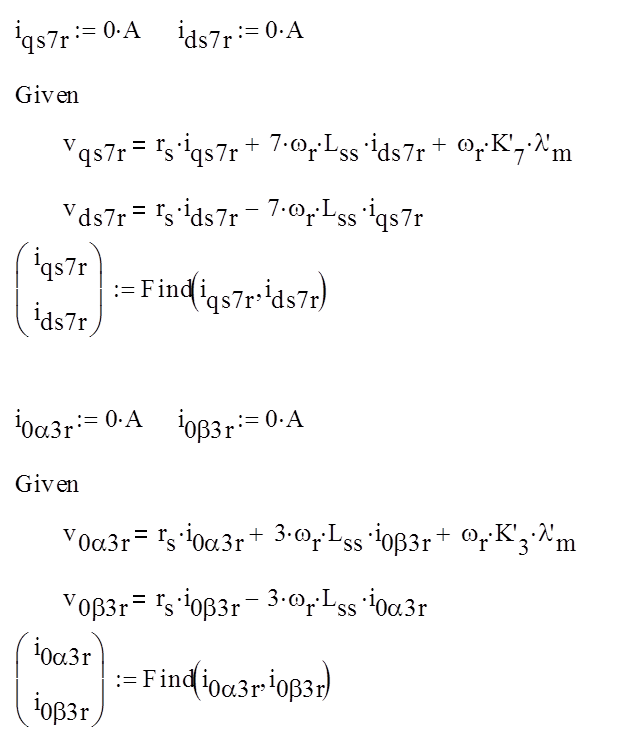 i_qs7r := 0·A i_ds7r := 0·A
Given
v_qs7r = r_s·i_qs7r + 7·ω_r·L_ss·i_ds7r + ω_r·K'_7·λ'_m
v_ds7r = r_s·i_ds7r − 7·ω_r·L_ss·i_qs7r
(i_qs7r
i_ds7r) := Find(i_qs7r, i_ds7r)
i_0α3r := 0·A i_0β3r := 0·A
Given
v_0α3r = r_s·i_0α3r + 3·ω_r·L_ss·i_0β3r + ω_r·K'_3·λ'_m
v_0β3r = r_s·i_0β3r − 3·ω_r·L_ss·i_0α3r
(i_0α3r
i_0β3r) := Find(i_0α3r, i_0β3r)